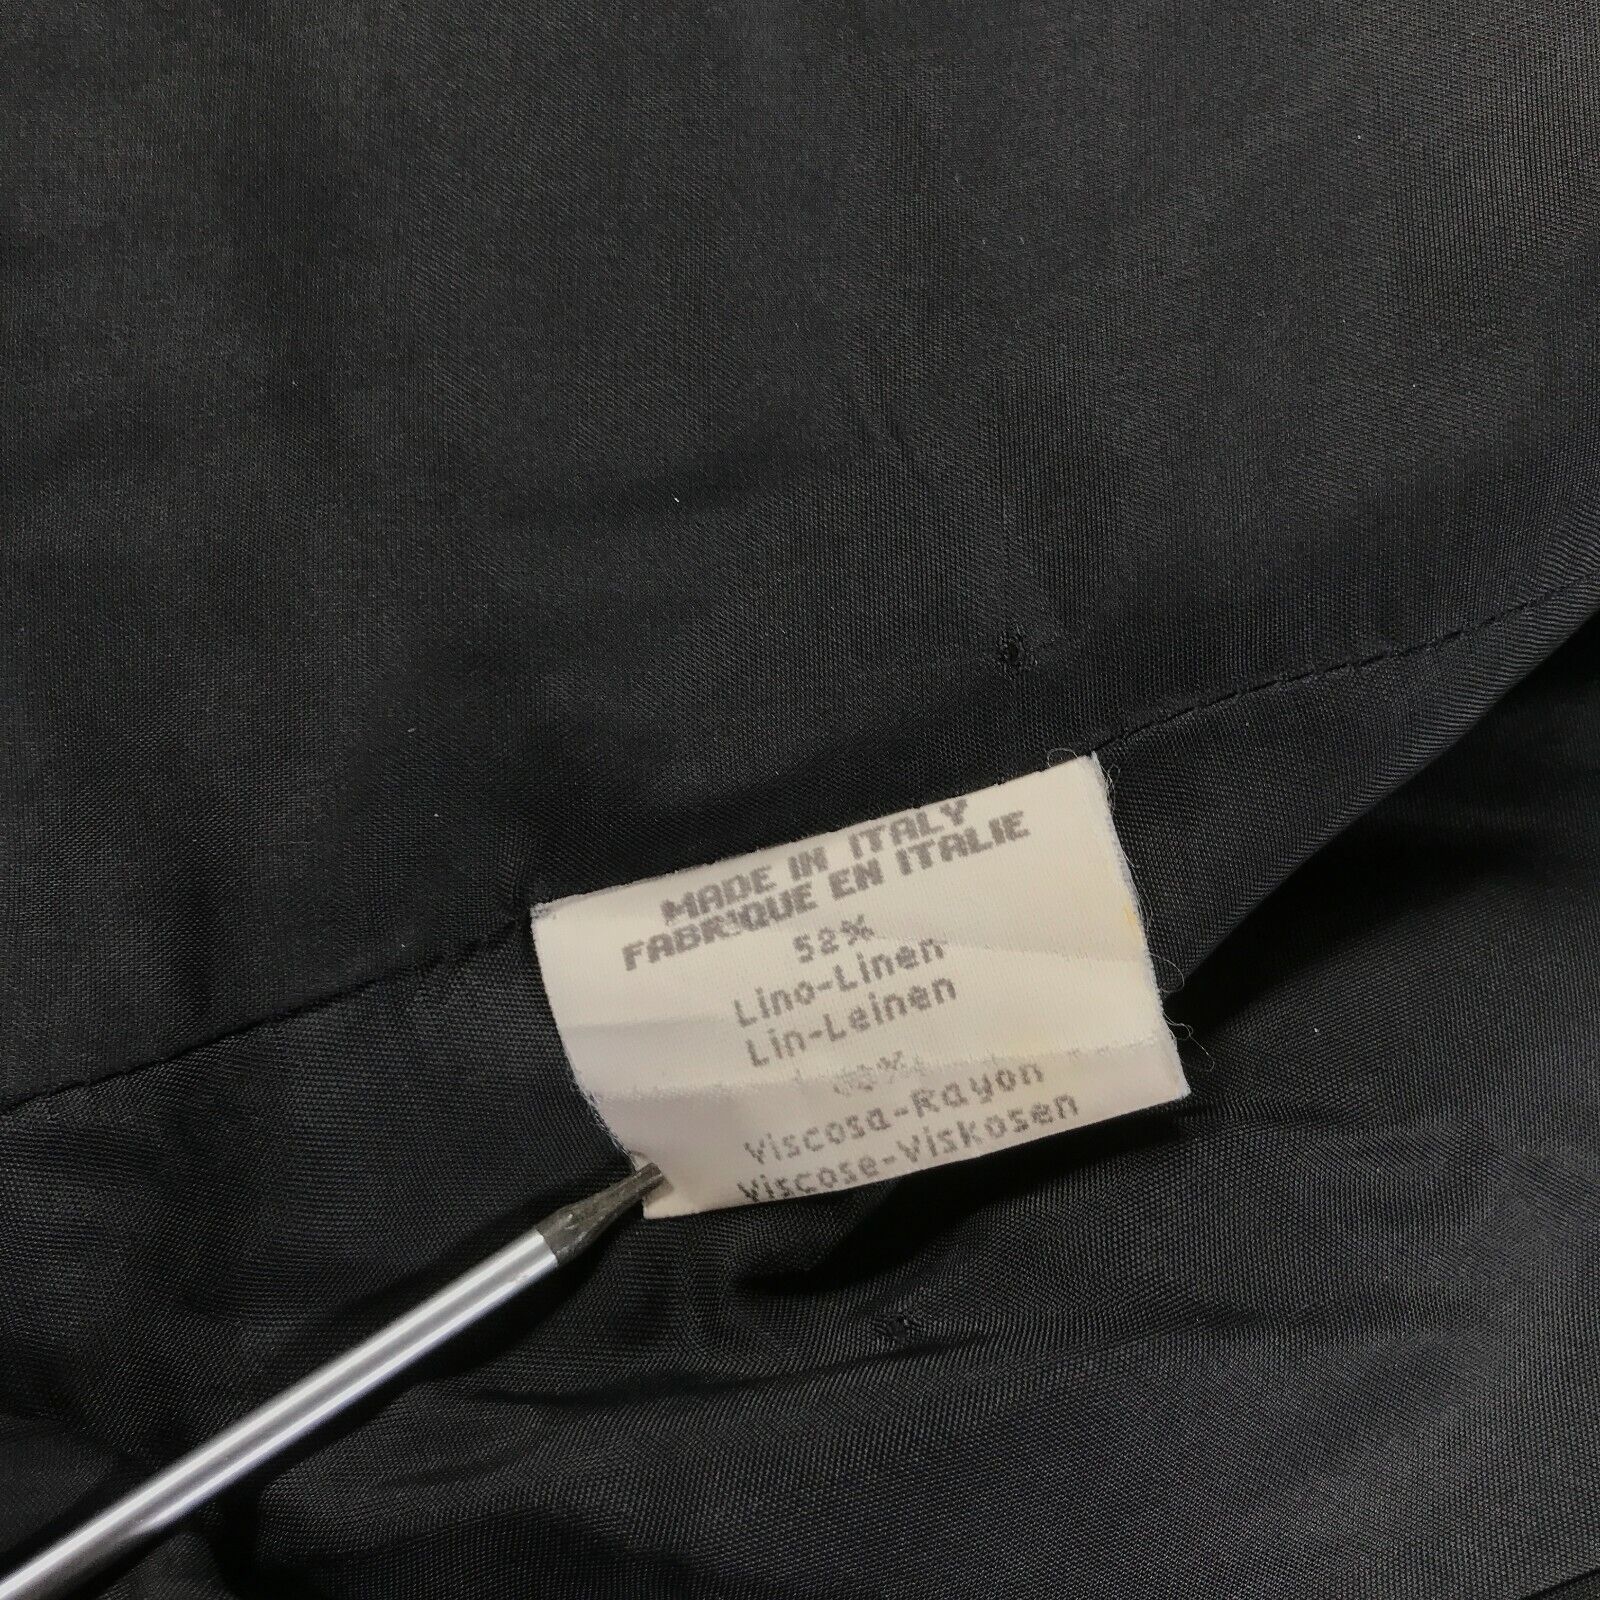 MADE IN ITALY
FABRIQUE EN ITALIE
52%
Lino-Linen
Lin-Leinen
Viscosa-Rayon
Viscose-Viskosen